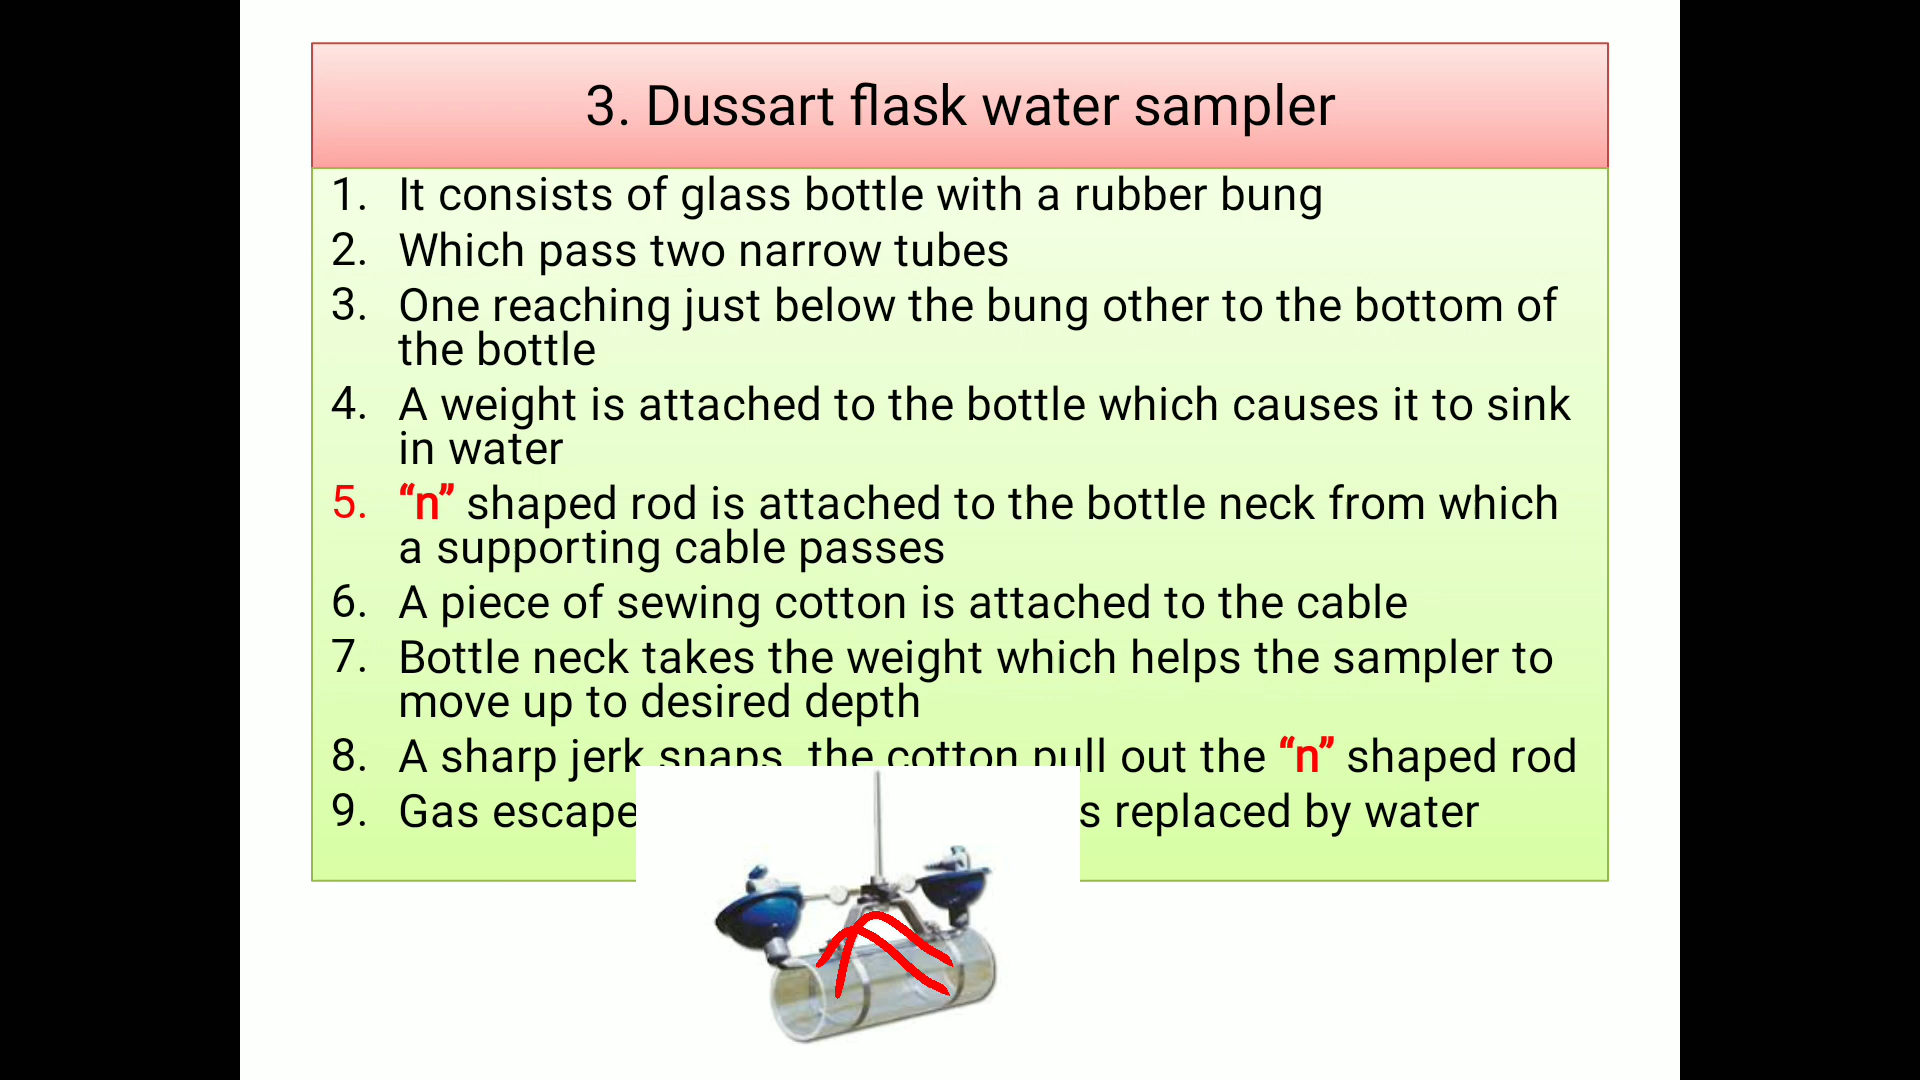 3. Dussart flask water sampler
1. It consists of glass bottle with a rubber bung
2. Which pass two narrow tubes
3. One reaching just below the bung other to the bottom of
the bottle
4. A weight is attached to the bottle which causes it to sink
in water
5. “n” shaped rod is attached to the bottle neck from which
a supporting cable passes
6. A piece of sewing cotton is attached to the cable
7. Bottle neck takes the weight which helps the sampler to
move up to desired depth
8. A sharp jerk snaps the cotton pull out the “n” shaped rod
9. Gas escape replaced by water